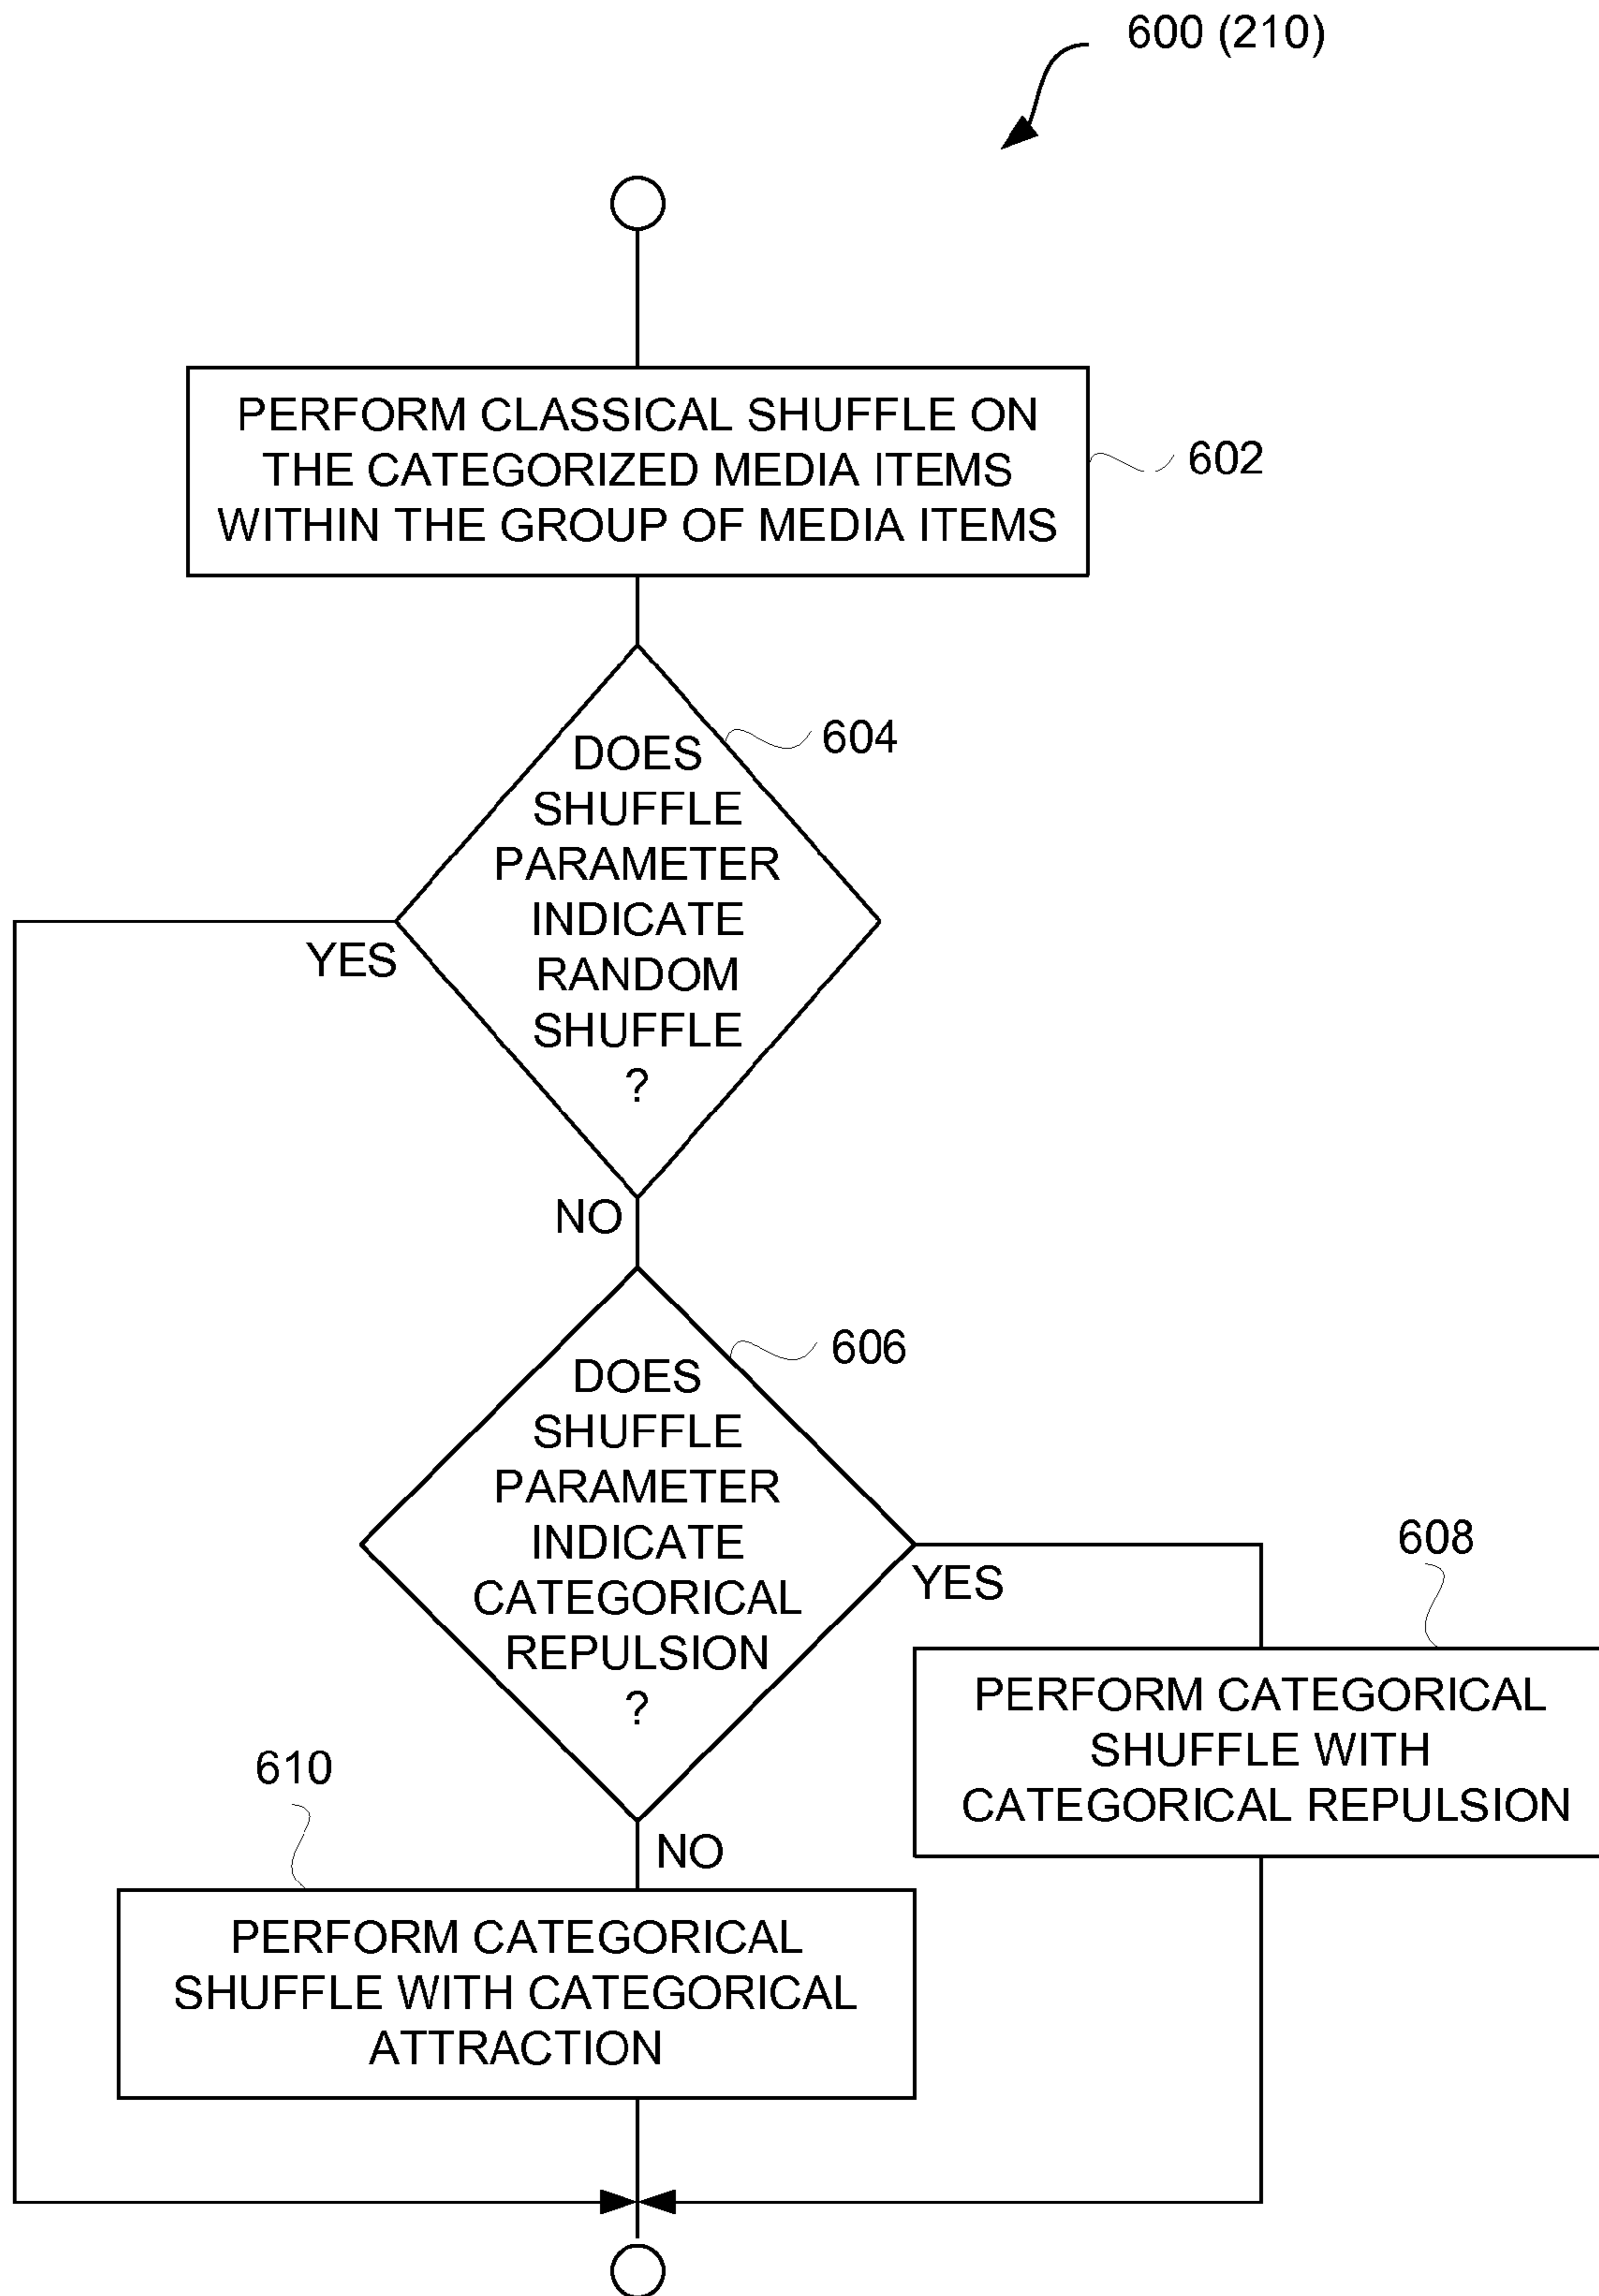 600 (210)
PERFORM CLASSICAL SHUFFLE ON
THE CATEGORIZED MEDIA ITEMS
WITHIN THE GROUP OF MEDIA ITEMS
602
604
DOES
SHUFFLE
PARAMETER
INDICATE
RANDOM
SHUFFLE
?
YES
NO
606
DOES
SHUFFLE
PARAMETER
INDICATE
CATEGORICAL
REPULSION
?
YES
608
PERFORM CATEGORICAL
SHUFFLE WITH
CATEGORICAL REPULSION
NO
610
PERFORM CATEGORICAL
SHUFFLE WITH CATEGORICAL
ATTRACTION